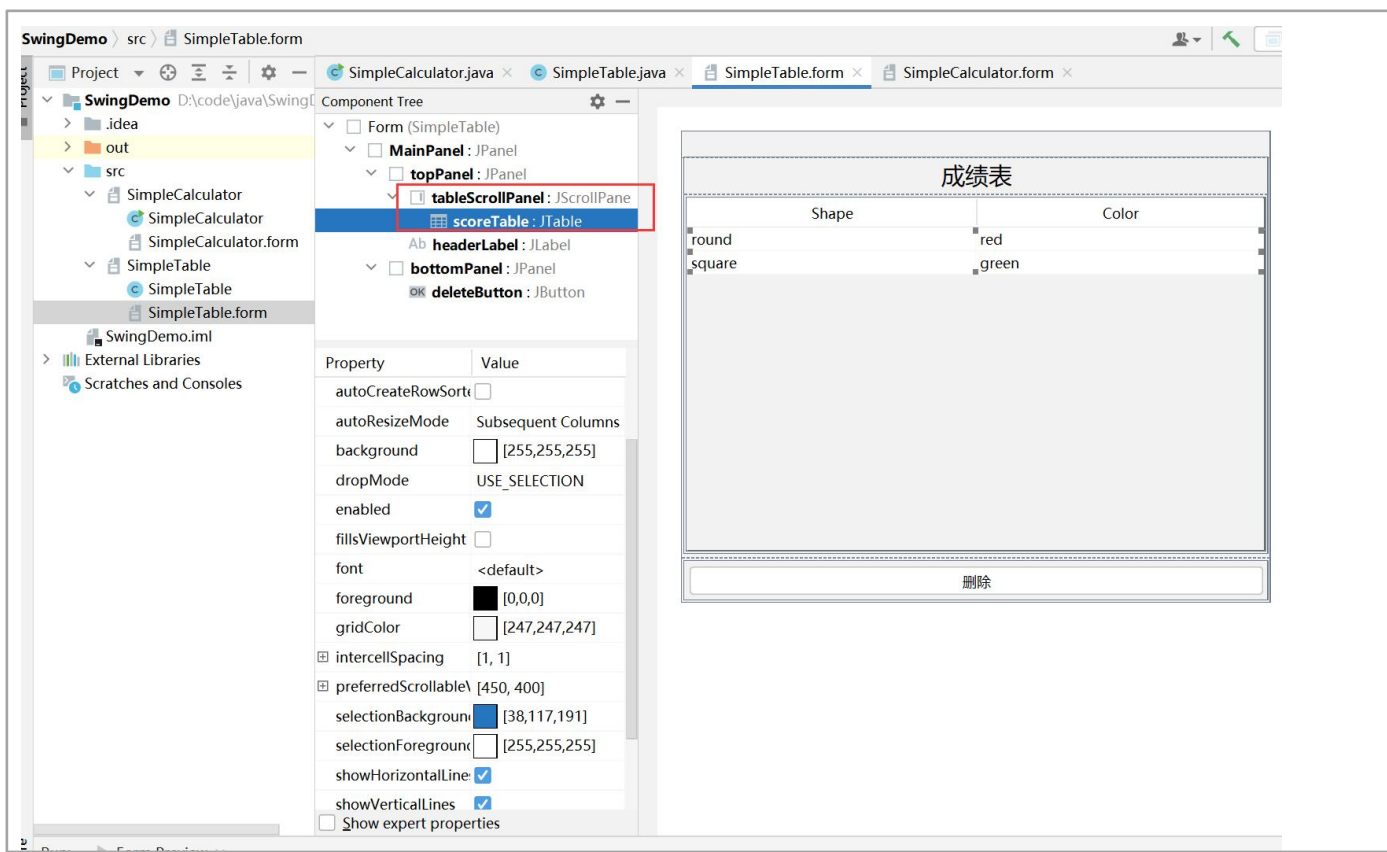 SwingDemo 〉 src 〉 SimpleTable.form
Project
SimpleCalculator.java × SimpleTable.java × SimpleTable.form × SimpleCalculator.form ×
SwingDemo D:\code\java\Swing
.idea
out
src
SimpleCalculator
SimpleCalculator
SimpleCalculator.form
SimpleTable
SimpleTable
SimpleTable.form
SwingDemo.iml
External Libraries
Scratches and Consoles
Component Tree
Form (SimpleTable)
MainPanel : JPanel
topPanel : JPanel
tableScrollPanel : JScrollPane
scoreTable : JTable
Ab headerLabel : JLabel
bottomPanel : JPanel
OK deleteButton : JButton
Property Value
autoCreateRowSorte
autoResizeMode Subsequent Columns
background [255,255,255]
dropMode USE_SELECTION
enabled
fillsViewportHeight
font <default>
foreground [0,0,0]
gridColor [247,247,247]
intercellSpacing [1, 1]
preferredScrollableV [450, 400]
selectionBackgroun [38,117,191]
selectionForeground [255,255,255]
showHorizontalLine
showVerticalLines
Show expert properties
成绩表
Shape Color
round red
square green
删除